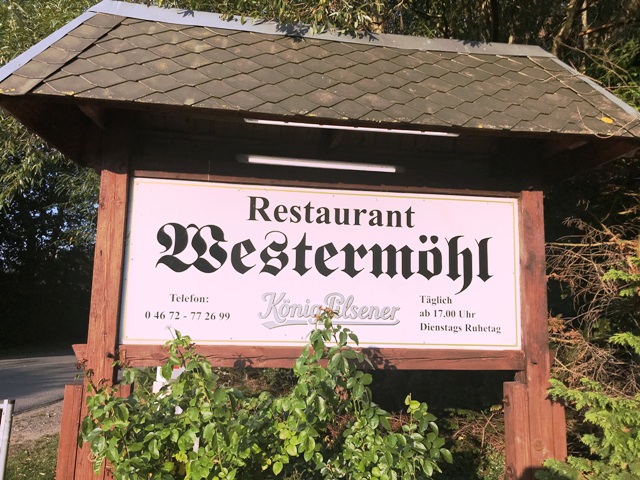 Restaurant
Westermöhl
Telefon:
0 46 72 - 77 26 99
König Pilsener
Täglich
ab 17.00 Uhr
Dienstags Ruhetag